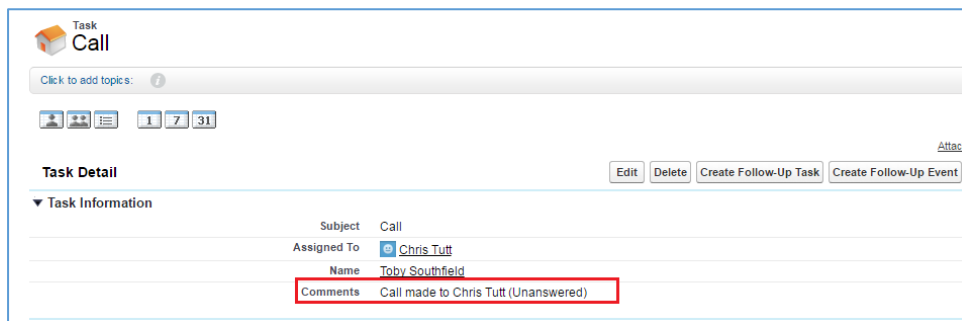 Task
Call
Click to add topics: i
1 7 31
Attac
Task Detail Edit Delete Create Follow-Up Task Create Follow-Up Event
Task Information
Subject Call
Assigned To Chris Tutt
Name Toby Southfield
Comments Call made to Chris Tutt (Unanswered)